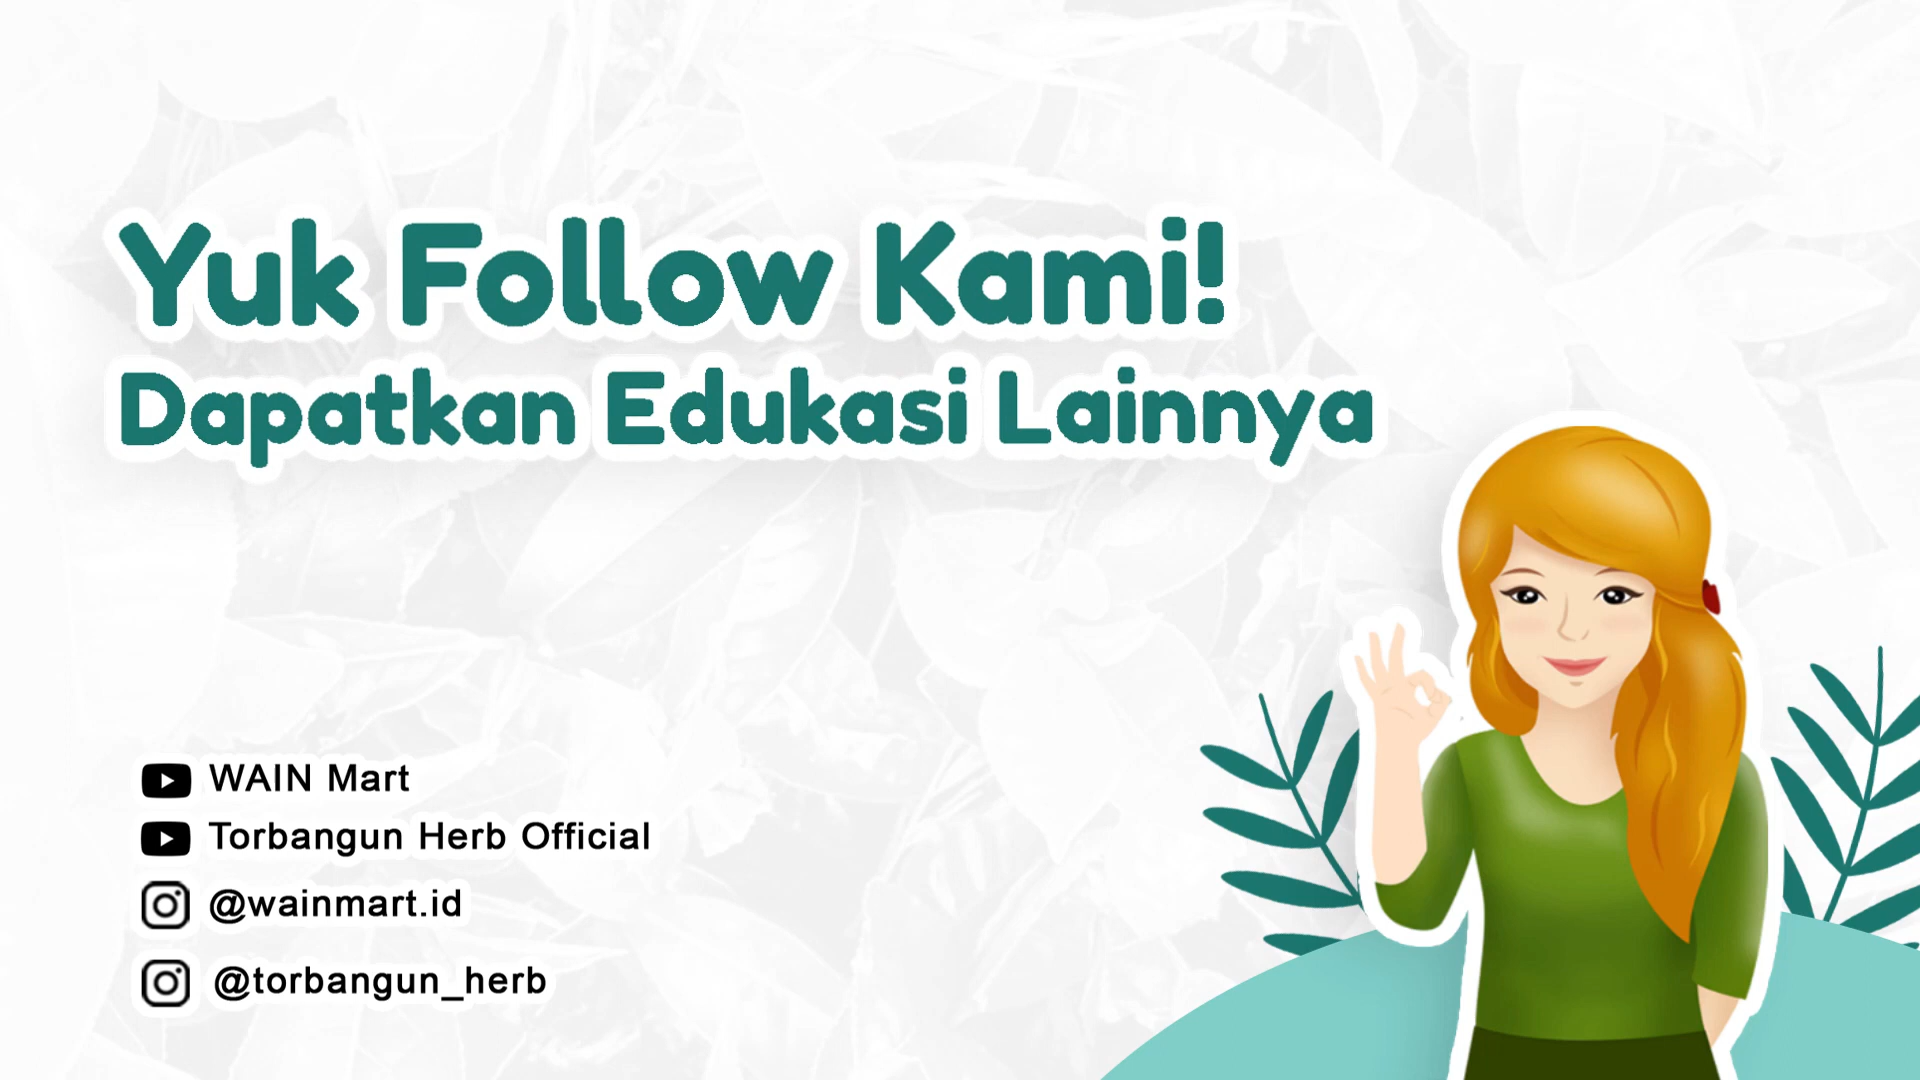 Yuk Follow Kami!
Dapatkan Edukasi Lainnya
WAIN Mart
Torbangun Herb Official
@wainmart.id
@torbangun_herb